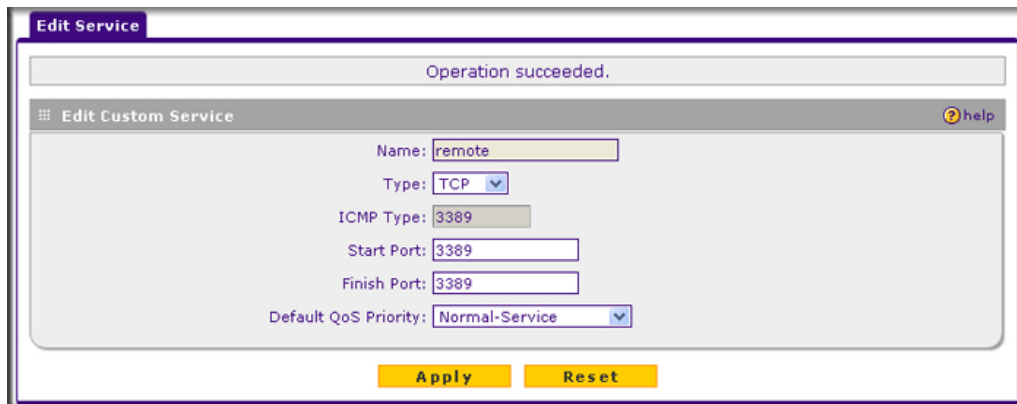 Edit Service
Operation succeeded.
Edit Custom Service
?help
Name: remote
Type: TCP
ICMP Type: 3389
Start Port: 3389
Finish Port: 3389
Default QoS Priority: Normal-Service
Apply Reset